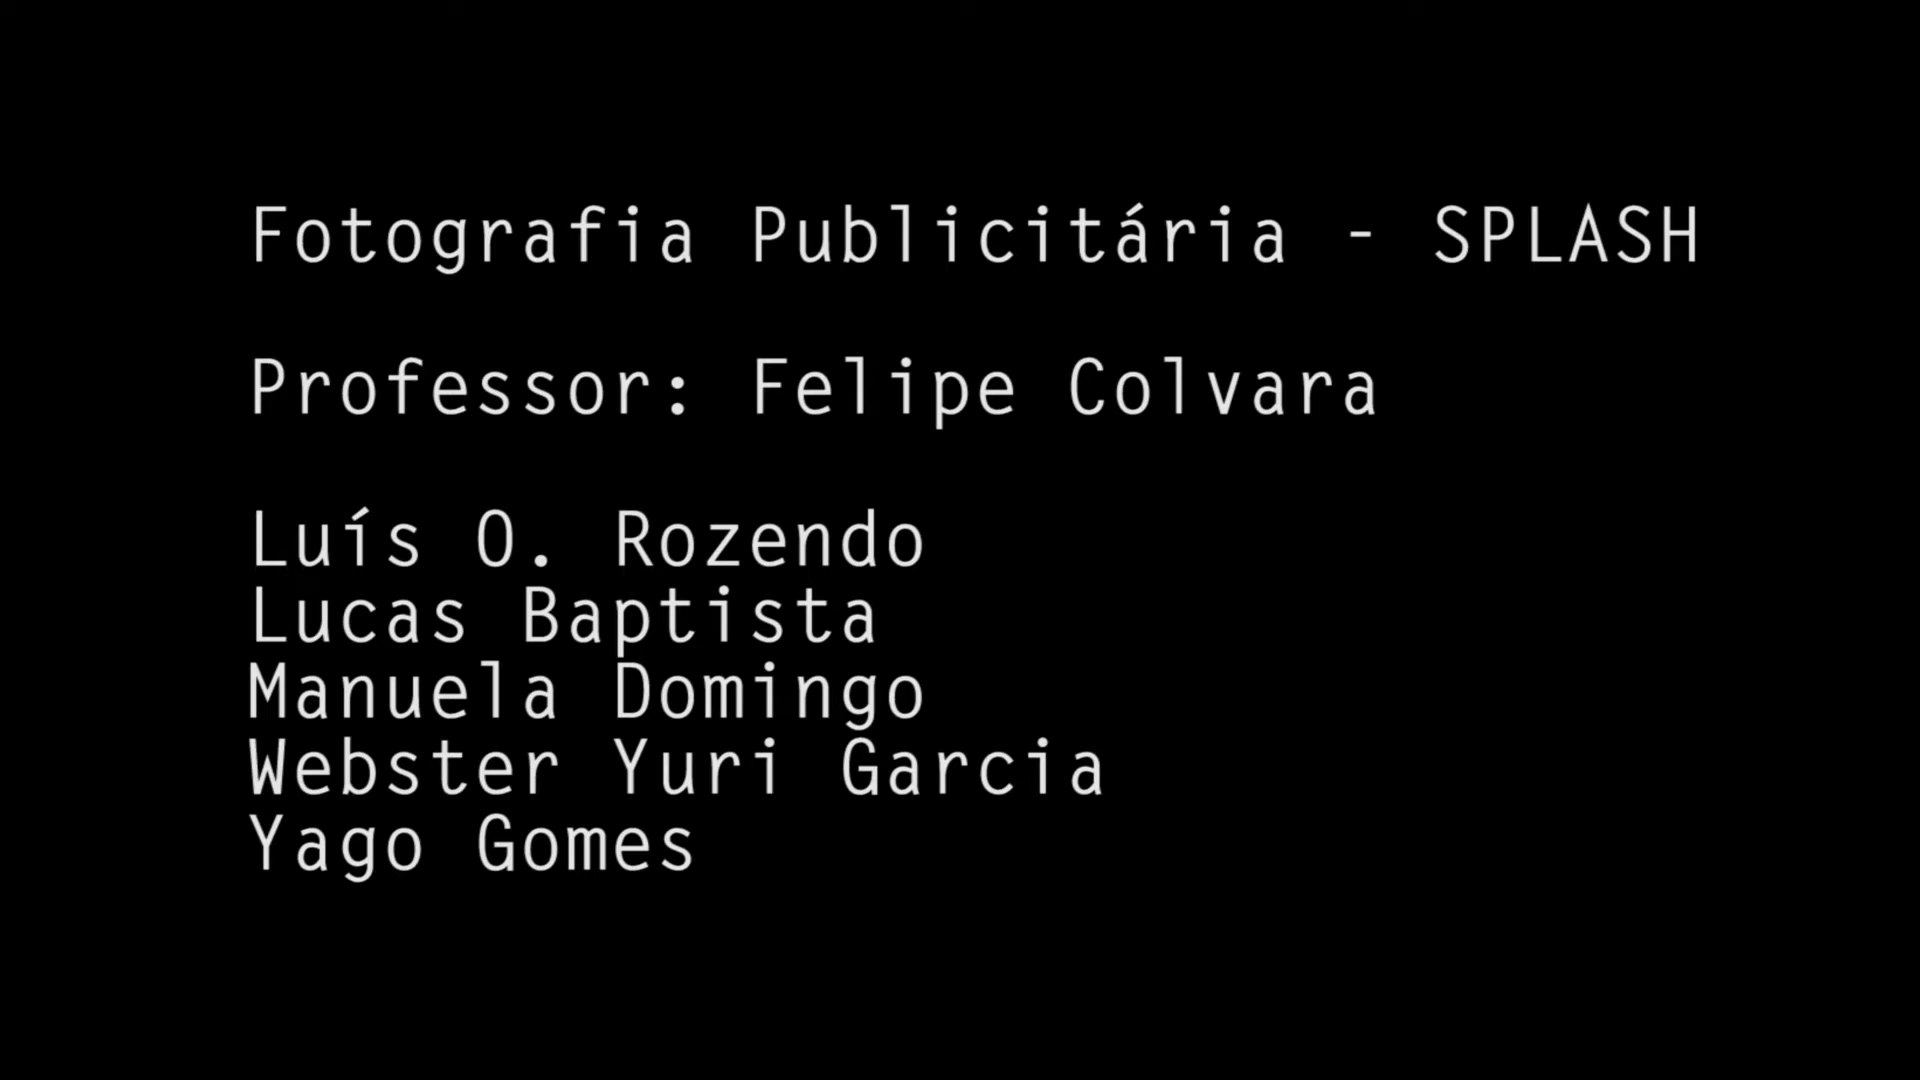 Fotografia Publicitária - SPLASH
Professor: Felipe Colvara
Luís O. Rozendo
Lucas Baptista
Manuela Domingo
Webster Yuri Garcia
Yago Gomes